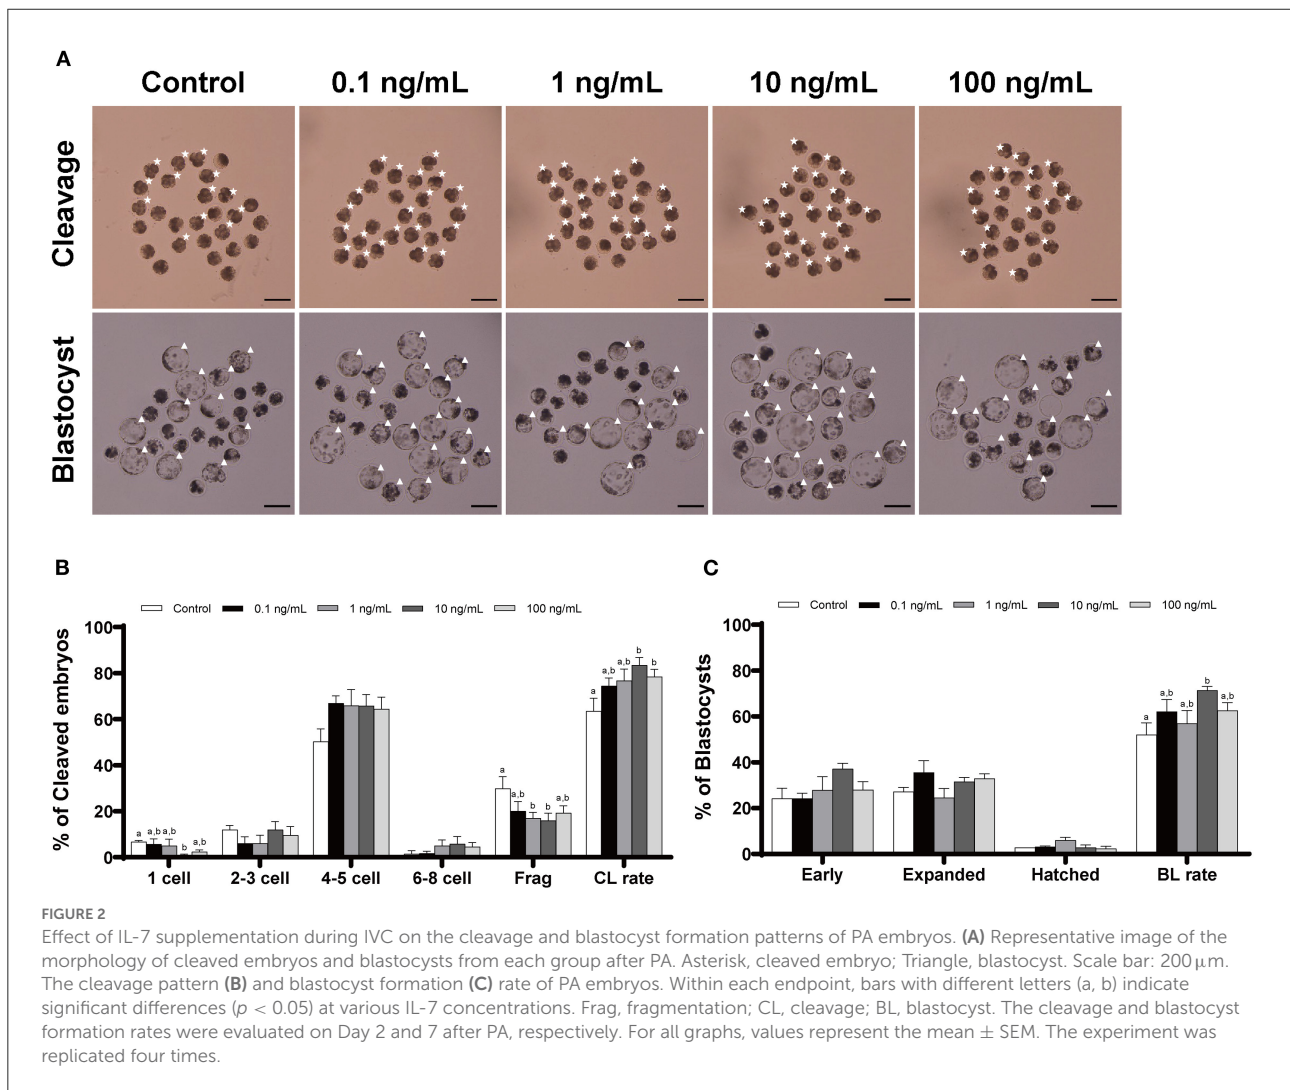 A
Control 0.1 ng/mL 1 ng/mL 10 ng/mL 100 ng/mL
Cleavage
Blastocyst
B
Control 0.1 ng/mL 1 ng/mL 10 ng/mL 100 ng/mL
% of Cleaved embryos
100
80
60
40
20
0
a a,b a,b b a,b
a a,b b b a,b
a a,b a,b b b
1 cell 2-3 cell 4-5 cell 6-8 cell Frag CL rate
C
Control 0.1 ng/mL 1 ng/mL 10 ng/mL 100 ng/mL
% of Blastocysts
100
80
60
40
20
0
a a,b a,b b a,b
Early Expanded Hatched BL rate
FIGURE 2
Effect of IL-7 supplementation during IVC on the cleavage and blastocyst formation patterns of PA embryos. (A) Representative image of the
morphology of cleaved embryos and blastocysts from each group after PA. Asterisk, cleaved embryo; Triangle, blastocyst. Scale bar: 200 μm.
The cleavage pattern (B) and blastocyst formation (C) rate of PA embryos. Within each endpoint, bars with different letters (a, b) indicate
significant differences (p < 0.05) at various IL-7 concentrations. Frag, fragmentation; CL, cleavage; BL, blastocyst. The cleavage and blastocyst
formation rates were evaluated on Day 2 and 7 after PA, respectively. For all graphs, values represent the mean ± SEM. The experiment was
replicated four times.